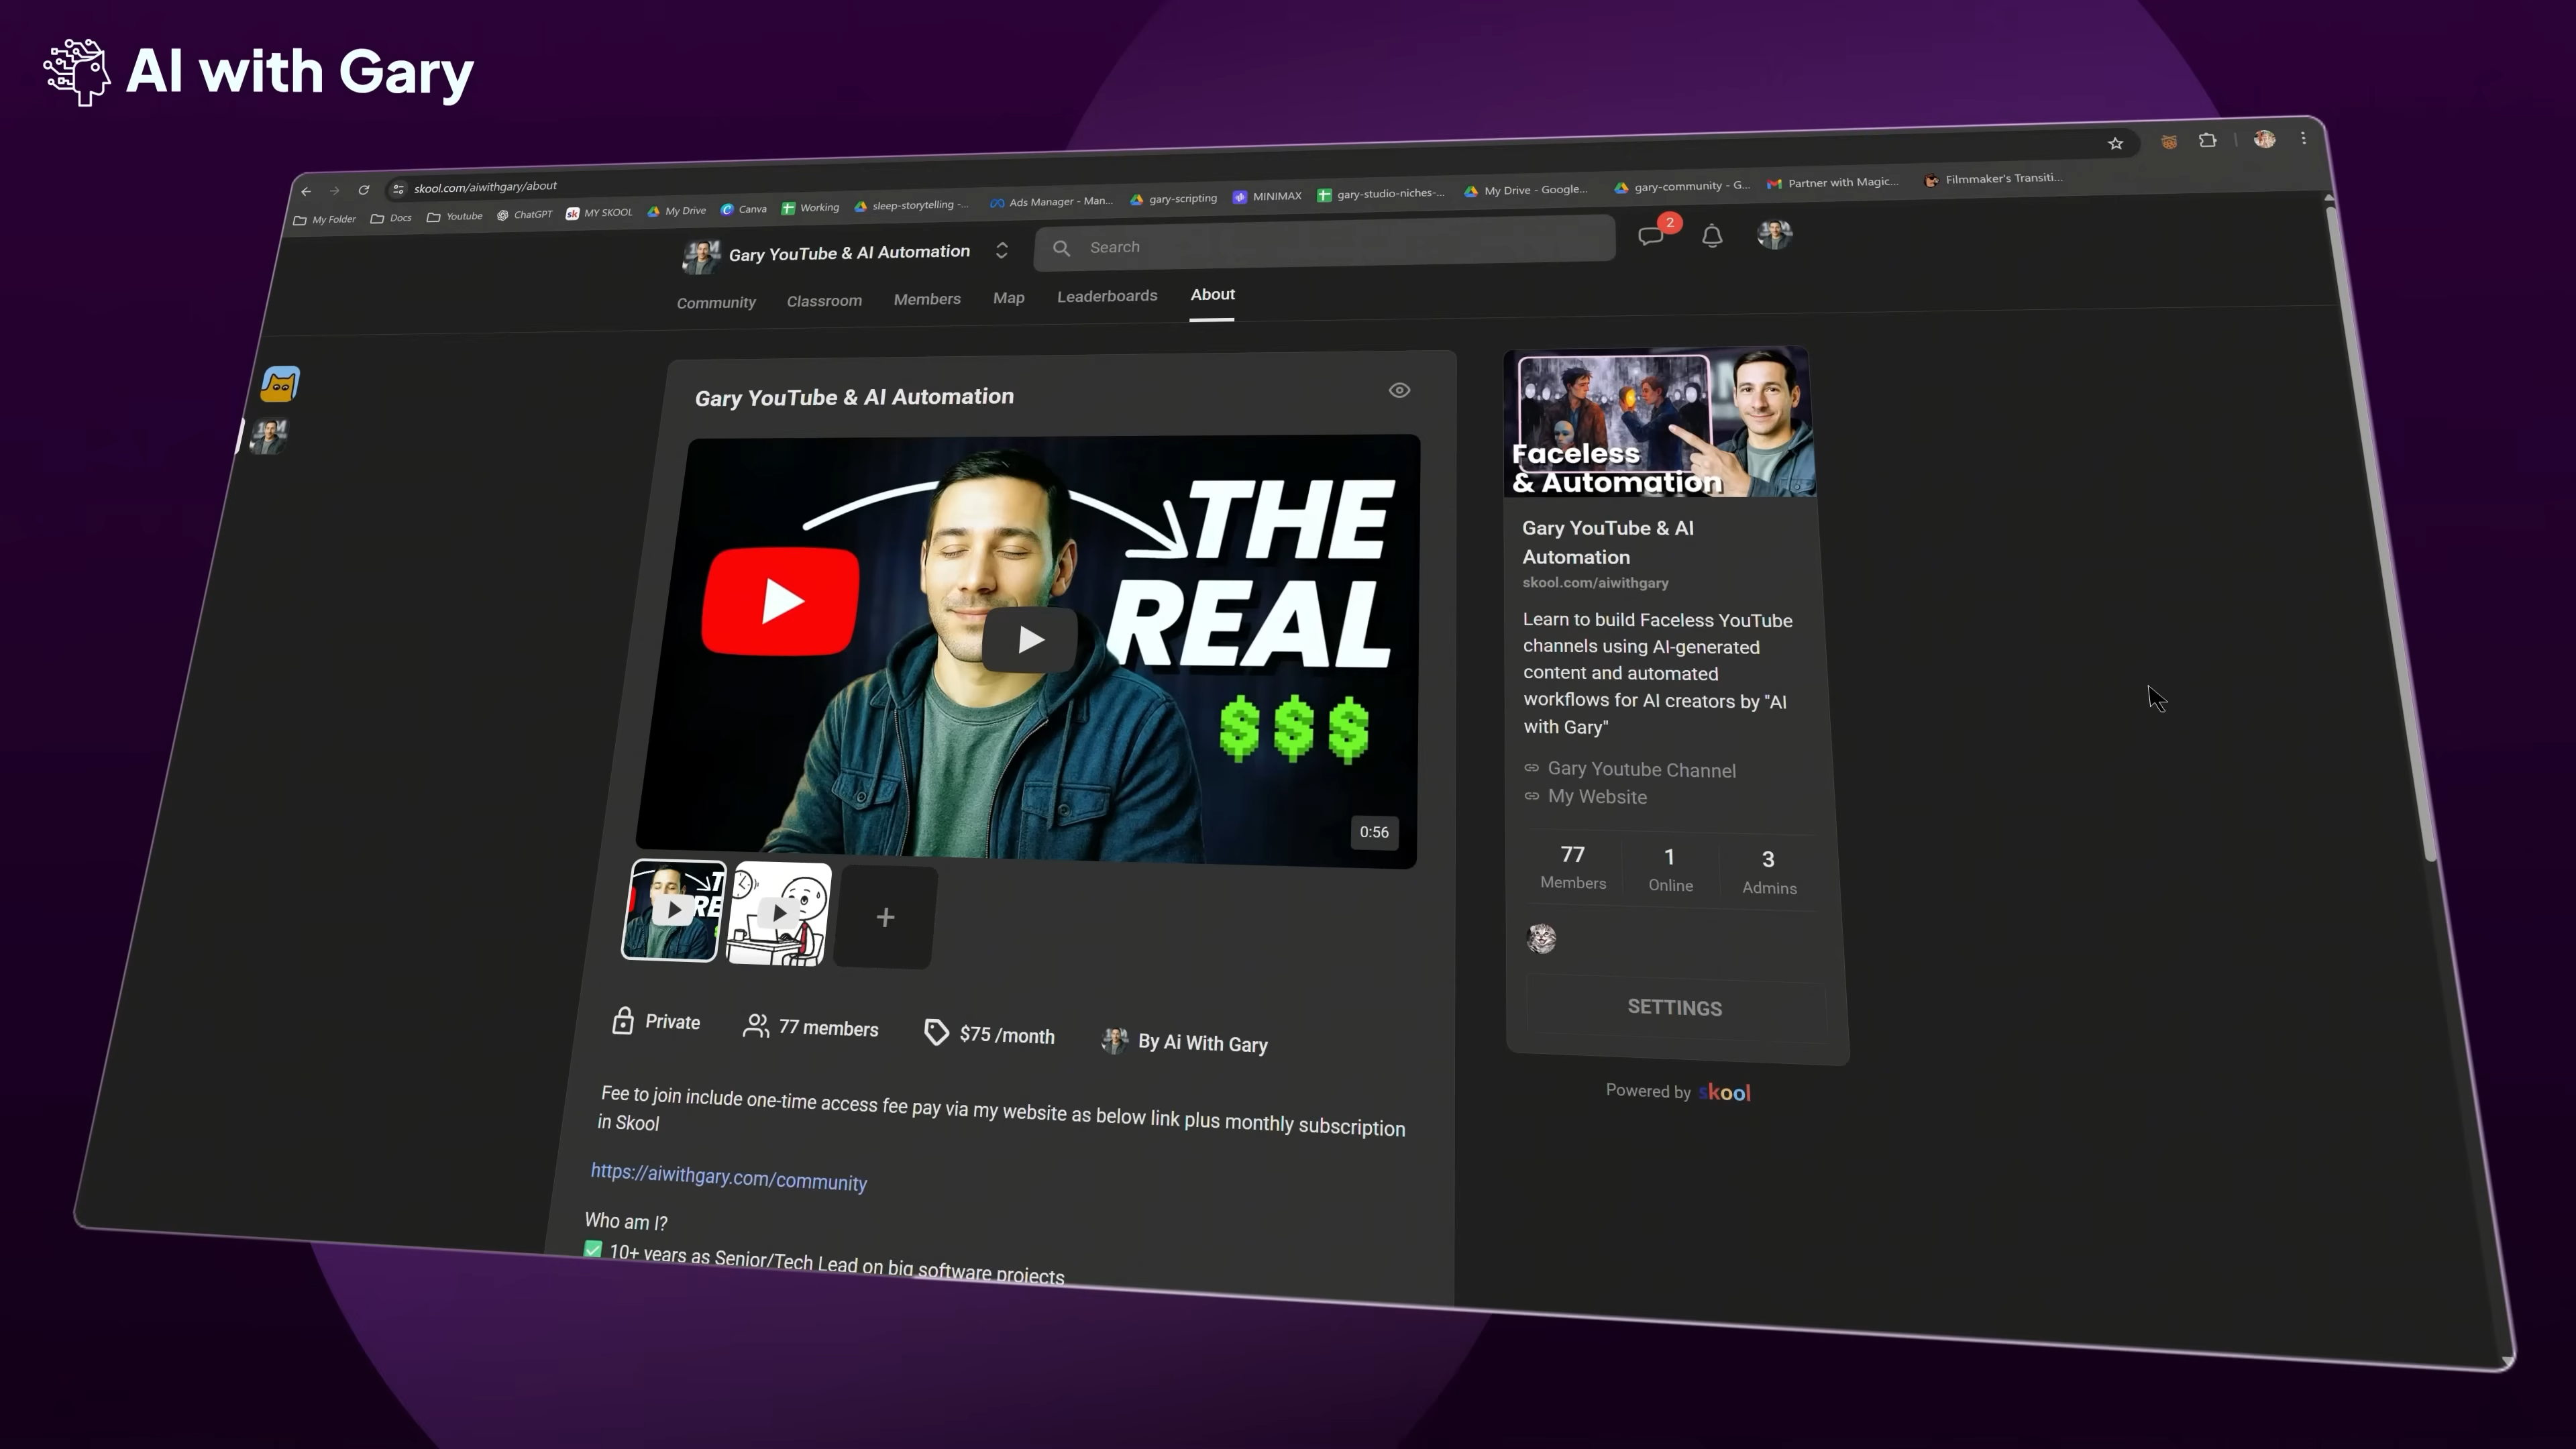 AI with Gary
skool.com/aiwithgary/about
My Folder
Docs
Youtube
ChatGPT
sk MY SKOOL
My Drive
Canva
Working
sleep-storytelling -...
Ads Manager - Man...
gary-scripting
MINIMAX
gary-studio-niches-...
My Drive - Google...
gary-community - G...
Partner with Magic...
Filmmaker's Transiti...
Gary YouTube & AI Automation
Search
2
Community
Classroom
Members
Map
Leaderboards
About
Gary YouTube & AI Automation
THE
REAL
$$$
0:56
Private
77 members
$75 /month
By Ai With Gary
Fee to join include one-time access fee pay via my website as below link plus monthly subscription
in Skool
https://aiwithgary.com/community
Who am I?
✅ 10+ years as Senior/Tech Lead on big software projects
Faceless
& Automation
Gary YouTube & AI
Automation
skool.com/aiwithgary
Learn to build Faceless YouTube
channels using AI-generated
content and automated
workflows for AI creators by "AI
with Gary"
Gary Youtube Channel
My Website
77
Members
1
Online
3
Admins
SETTINGS
Powered by skool